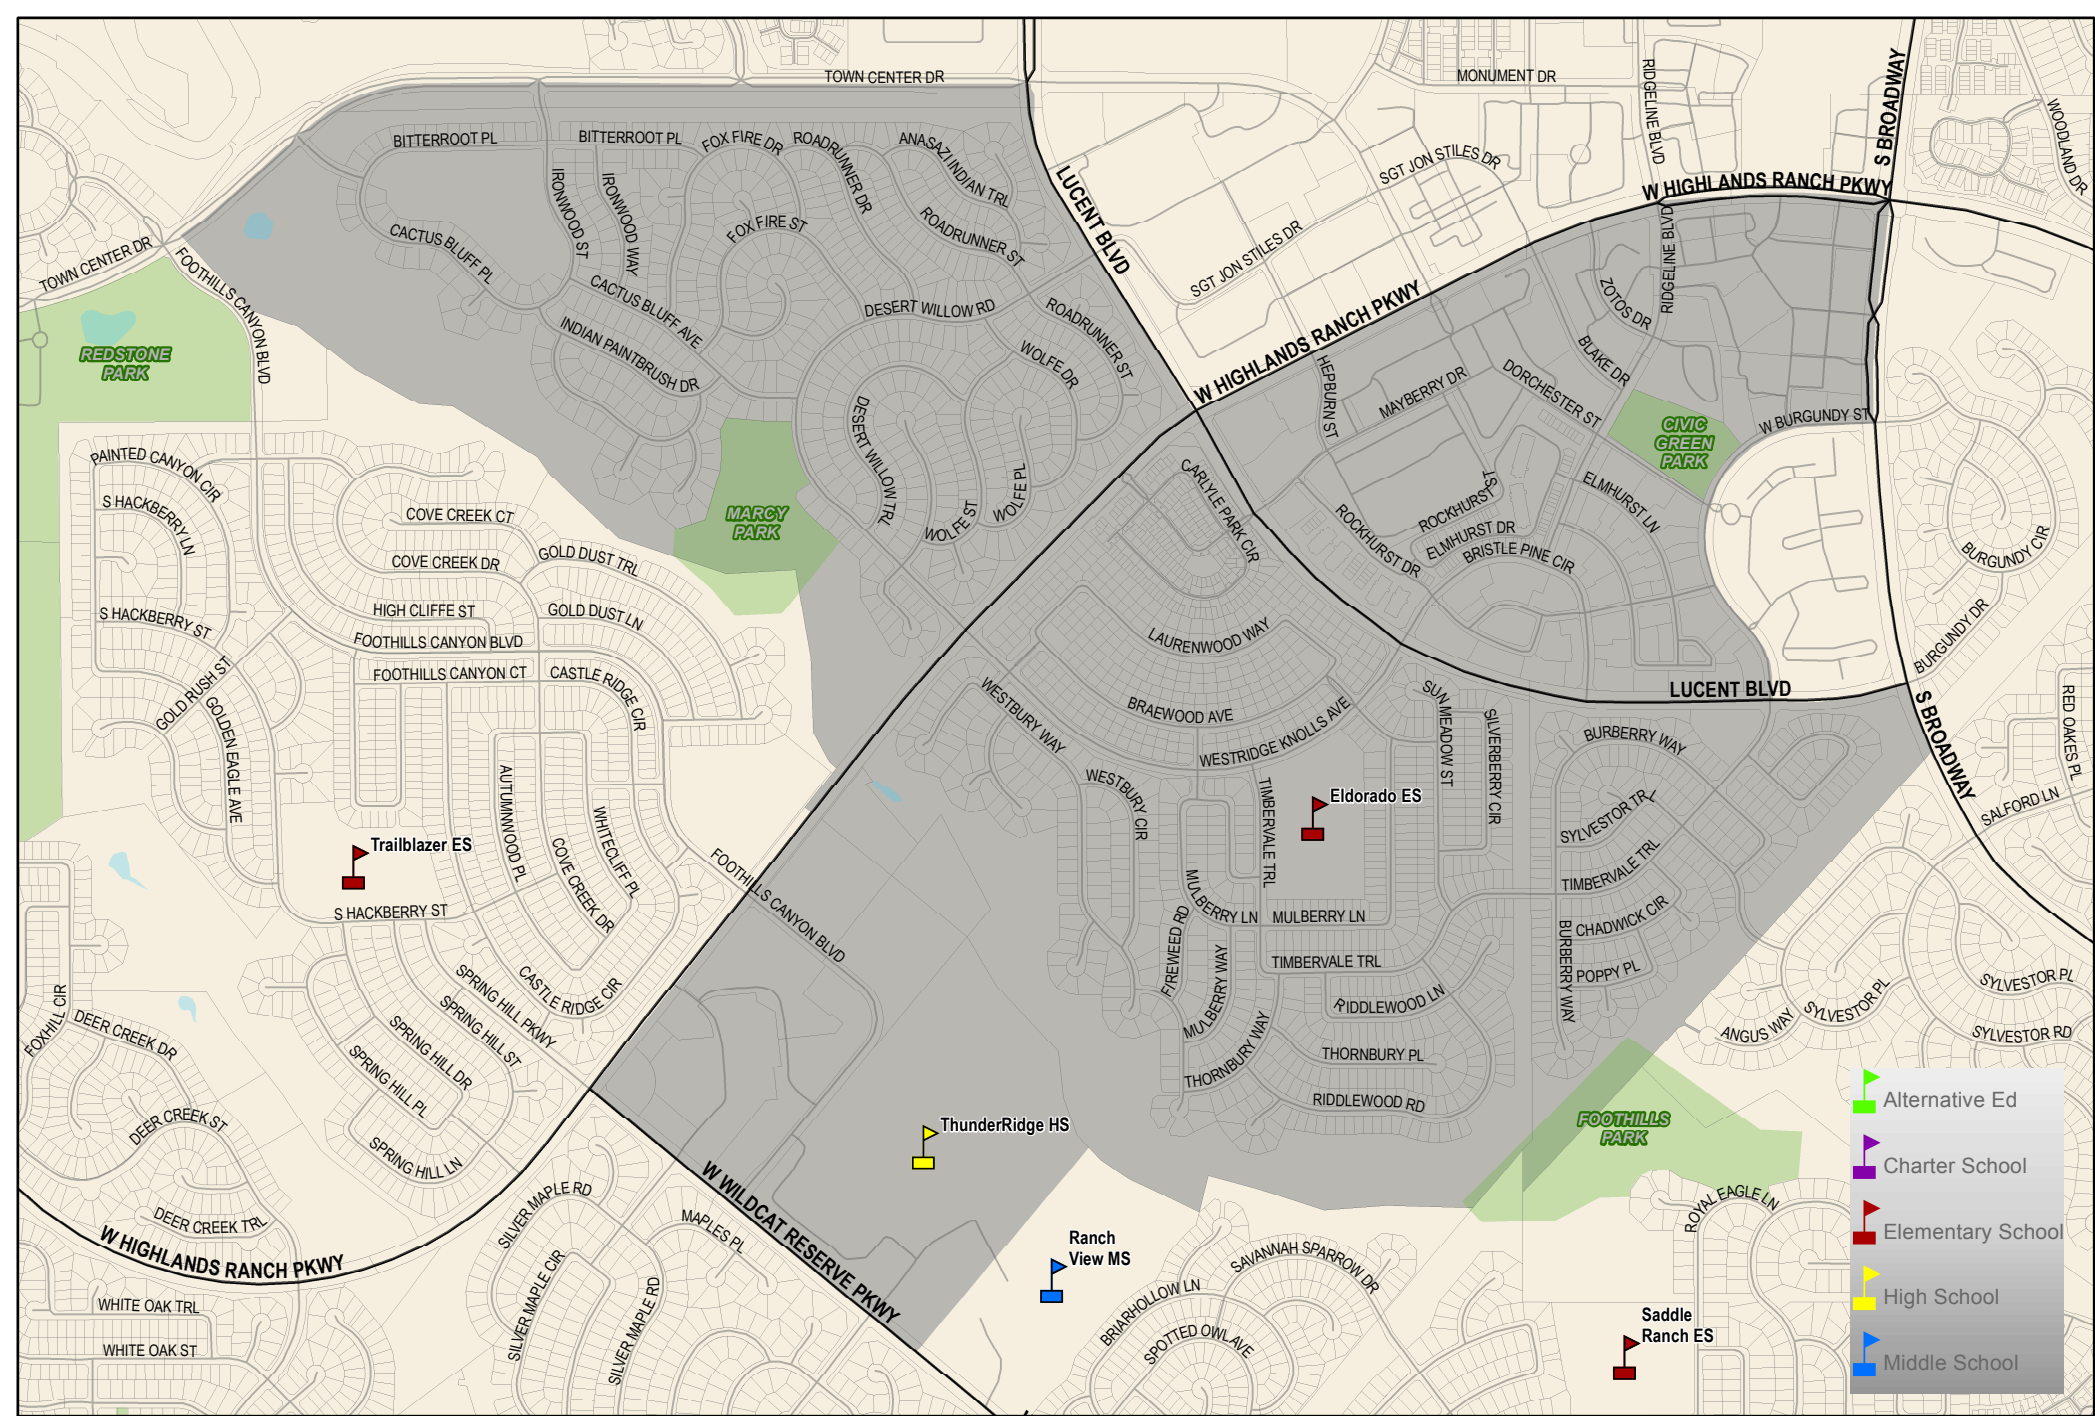 TOWN CENTER DR
MONUMENT DR
RIDGELINE BLVD
S BROADWAY
WOODLAND DR
BITTERROOT PL
BITTERROOT PL
FOX FIRE DR
ROADRUNNER DR
ANASAZI INDIAN TRL
SGT JON STILES DR
W HIGHLANDS RANCH PKWY
IRONWOOD ST
IRONWOOD WAY
LUCENT BLVD
FOX FIRE ST
ROADRUNNER ST
CACTUS BLUFF PL
TOWN CENTER DR
FOOTHILLS CANYON BLVD
SGT JON STILES DR
RIDGELINE BLVD
ZOTOS DR
CACTUS BLUFF AVE
DESERT WILLOW RD
ROADRUNNER ST
W HIGHLANDS RANCH PKWY
INDIAN PAINTBRUSH DR
WOLFE DR
BLAKE DR
REDSTONE
PARK
HEPBURN ST
MAYBERRY DR
DORCHESTER ST
W BURGUNDY ST
CIVIC
GREEN
PARK
DESERT WILLOW TRL
PAINTED CANYON CIR
CARLYLE PARK CIR
WOLFE PL
S HACKBERRY LN
COVE CREEK CT
MARCY
PARK
WOLFE ST
ROCKHURST ST
ROCKHURST DR
ELMHURST LN
ELMHURST DR
BRISTLE PINE CIR
BURGUNDY CIR
GOLD DUST TRL
COVE CREEK DR
HIGH CLIFFE ST
GOLD DUST LN
S HACKBERRY ST
FOOTHILLS CANYON BLVD
LAURENWOOD WAY
BURGUNDY DR
GOLD RUSH ST
FOOTHILLS CANYON CT
CASTLE RIDGE CIR
WESTBURY WAY
BRAEWOOD AVE
SUN MEADOW ST
LUCENT BLVD
S BROADWAY
RED OAKES PL
GOLDEN EAGLE AVE
WESTRIDGE KNOLLS AVE
SILVERBERRY CIR
BURBERRY WAY
AUTUMNWOOD PL
WHITECLIFF PL
WESTBURY CIR
TIMBERVALE TRL
Eldorado ES
SYLVESTOR TRL
SALFORD LN
Trailblazer ES
COVE CREEK DR
FOOTHILLS CANYON BLVD
TIMBERVALE TRL
S HACKBERRY ST
MULBERRY LN
MULBERRY LN
CHADWICK CIR
FIREWEED RD
MULBERRY WAY
TIMBERVALE TRL
BURBERRY WAY
POPPY PL
SPRING HILL PKWY
CASTLE RIDGE CIR
RIDDLEWOOD LN
SYLVESTOR PL
SYLVESTOR PL
ANGUS WAY
SYLVESTOR RD
FOXHILL CIR
DEER CREEK DR
SPRING HILL ST
SPRING HILL DR
SPRING HILL PL
THORNBURY WAY
THORNBURY PL
RIDDLEWOOD RD
DEER CREEK ST
SPRING HILL LN
ThunderRidge HS
FOOTHILLS
PARK
Alternative Ed
Charter School
Elementary School
High School
Middle School
DEER CREEK TRL
W HIGHLANDS RANCH PKWY
SILVER MAPLE RD
MAPLES PL
W WILDCAT RESERVE PKWY
ROYAL EAGLE LN
Ranch
View MS
SAVANNAH SPARROW DR
BRIARHOLLOW LN
SILVER MAPLE CIR
SILVER MAPLE RD
SPOTTED OWL AVE
WHITE OAK TRL
WHITE OAK ST
Saddle
Ranch ES